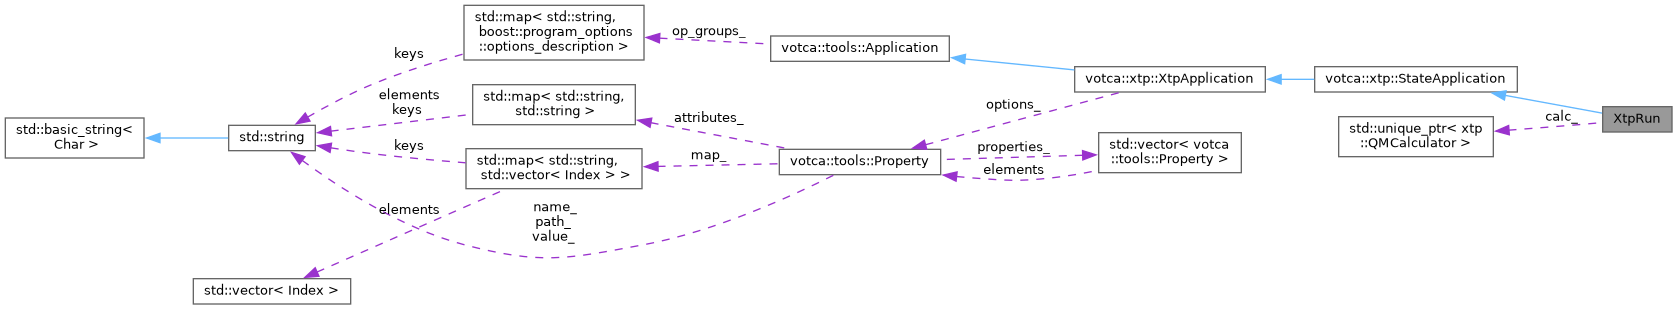 std::map< std::string,
boost::program_options
::options_description >
op_groups_
votca::tools::Application
keys
votca::xtp::XtpApplication
votca::xtp::StateApplication
elements
keys
std::map< std::string,
std::string >
options_
XtpRun
calc_
std::basic_string<
Char >
std::string
attributes_
std::unique_ptr< xtp
::QMCalculator >
keys
std::map< std::string,
std::vector< Index > >
map_
votca::tools::Property
properties_
elements
std::vector< votca
::tools::Property >
elements
name_
path_
value_
std::vector< Index >